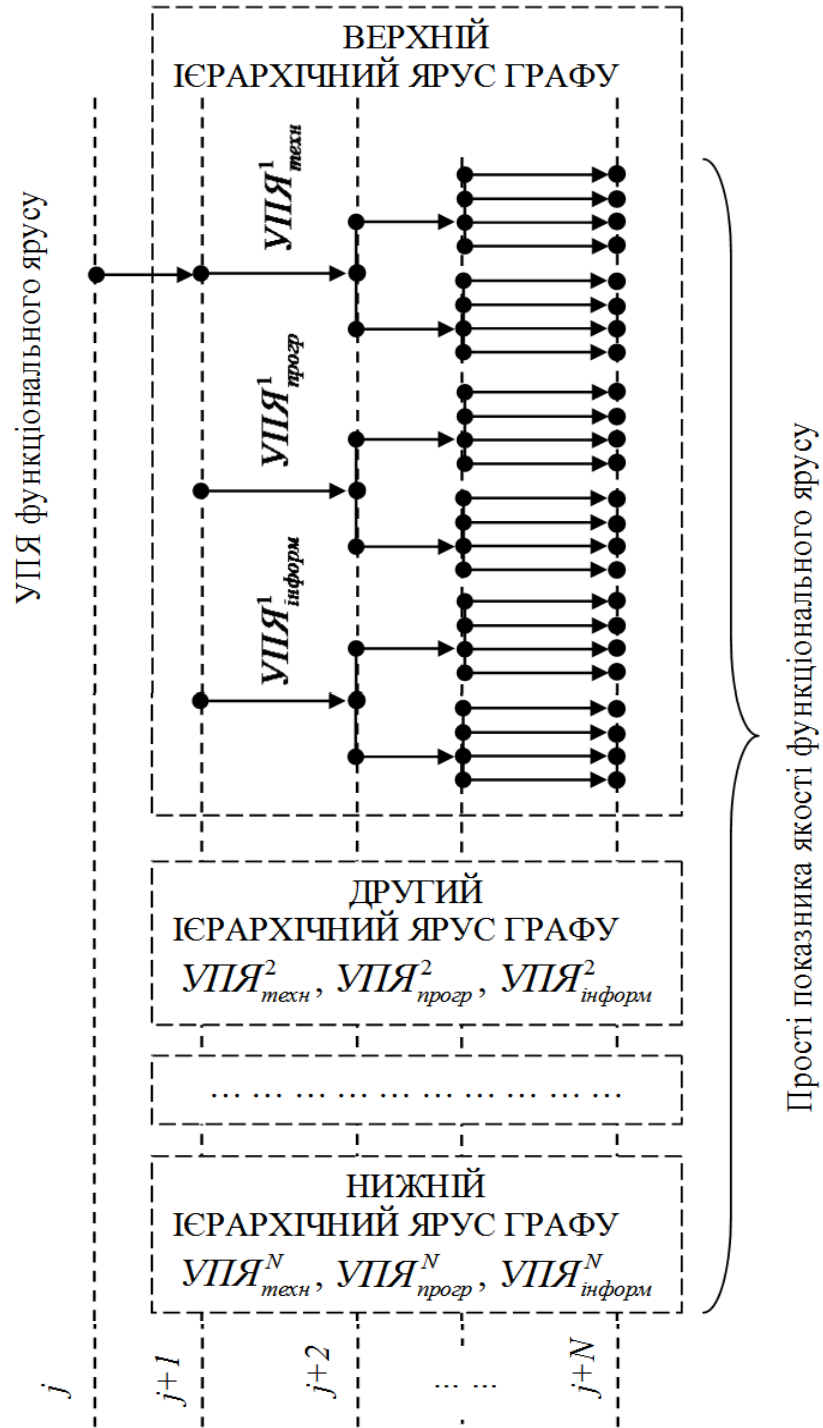 УПЯ функціонального ярусу
ВЕРХНІЙ
ІЄРАРХІЧНИЙ ЯРУС ГРАФУ
УПЯ¹техн
УПЯ¹прогр
УПЯ¹інформ
ДРУГИЙ
ІЄРАРХІЧНИЙ ЯРУС ГРАФУ
УПЯ²техн, УПЯ²прогр, УПЯ²інформ
... ... ... ... ... ... ... ... ... ...
НИЖНІЙ
ІЄРАРХІЧНИЙ ЯРУС ГРАФУ
УПЯᴺтехн, УПЯᴺпрогр, УПЯᴺінформ
j
j+1
j+2
... ...
j+N
Прості показника якості функціонального ярусу